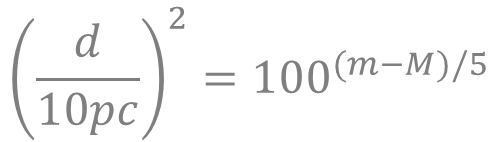 (d/10pc)² = 100^((m−M)/5)